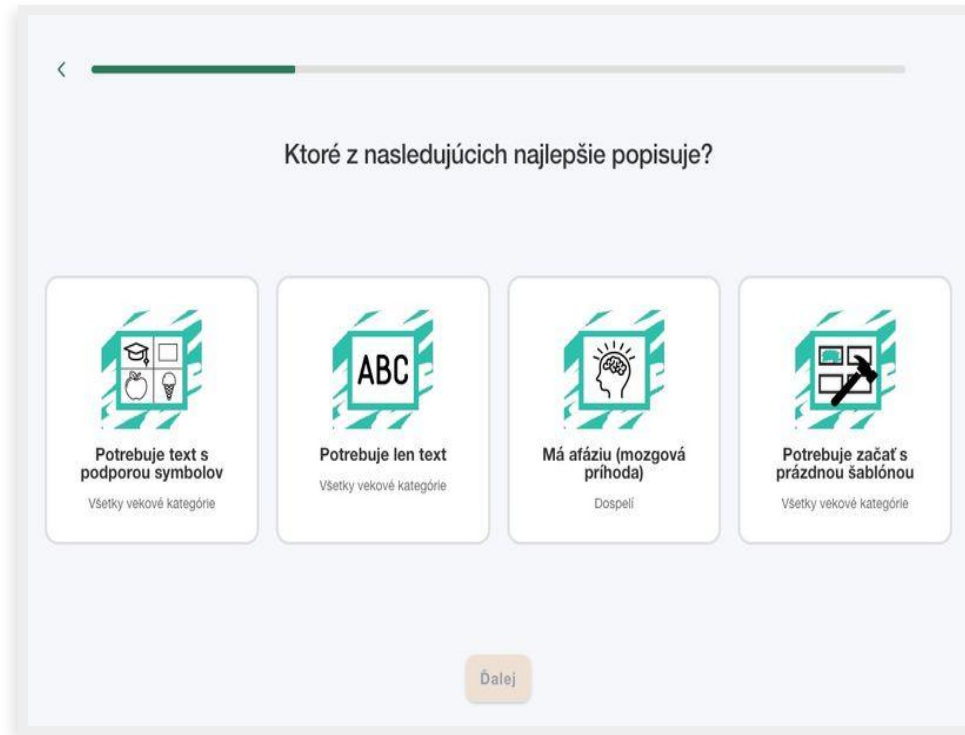 Ktoré z nasledujúcich najlepšie popisuje?
ABC
Potrebuje text s
podporou symbolov
Všetky vekové kategórie
Potrebuje len text
Všetky vekové kategórie
Má afáziu (mozgová
príhoda)
Dospelí
Potrebuje začať s
prázdnou šablónou
Všetky vekové kategórie
Ďalej